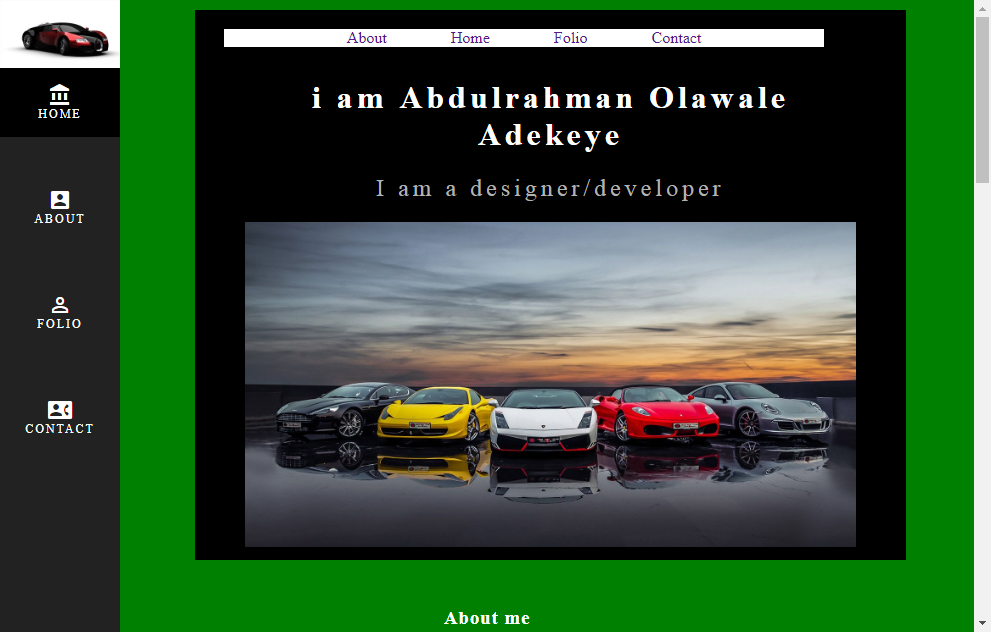 HOME
ABOUT
FOLIO
CONTACT
About Home Folio Contact
i am Abdulrahman Olawale
Adekeye
I am a designer/developer
About me